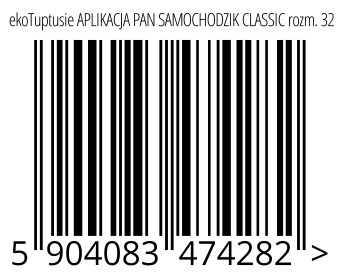 ekoTuptusie APLIKACJA PAN SAMOCHODZIK CLASSIC rozm. 32
5 904083 474282 >